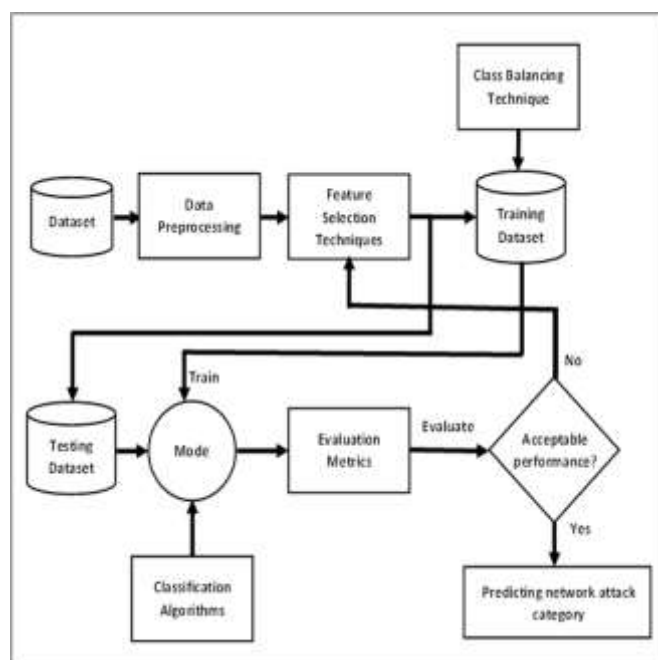 Class Balancing
Technique
Dataset
Data
Preprocessing
Feature
Selection
Techniques
Training
Dataset
No
Train
Testing
Dataset
Mode
Evaluation
Metrics
Evaluate
Acceptable
performance?
Yes
Classification
Algorithms
Predicting network attack
category